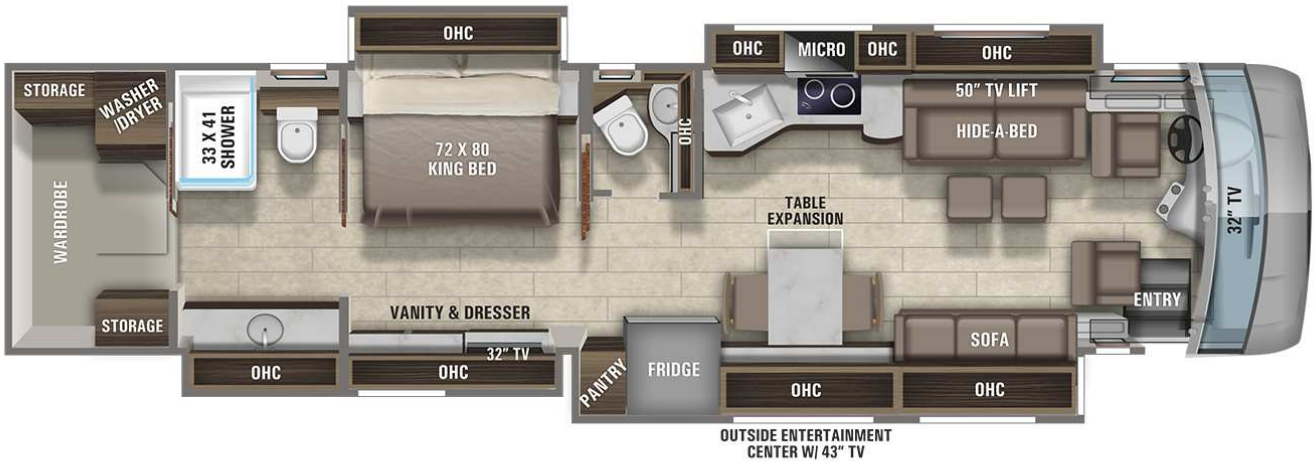 OHC
OHC
MICRO
OHC
OHC
STORAGE
WASHER
/DRYER
33 X 41
SHOWER
72 X 80
KING BED
OHC
50" TV LIFT
HIDE-A-BED
32" TV
WARDROBE
TABLE
EXPANSION
ENTRY
STORAGE
VANITY & DRESSER
32" TV
SOFA
OHC
OHC
PANTRY
FRIDGE
OHC
OHC
OUTSIDE ENTERTAINMENT
CENTER W/ 43" TV